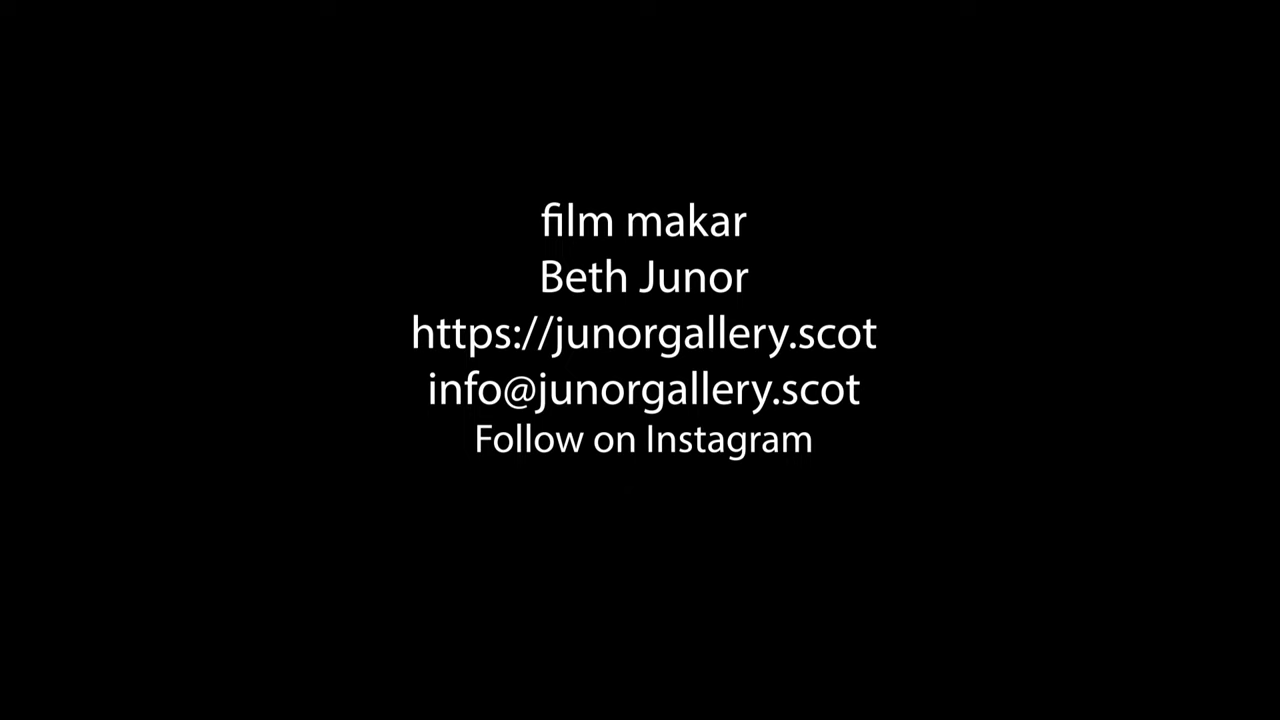 film makar
Beth Junor
https://junorgallery.scot
info@junorgallery.scot
Follow on Instagram